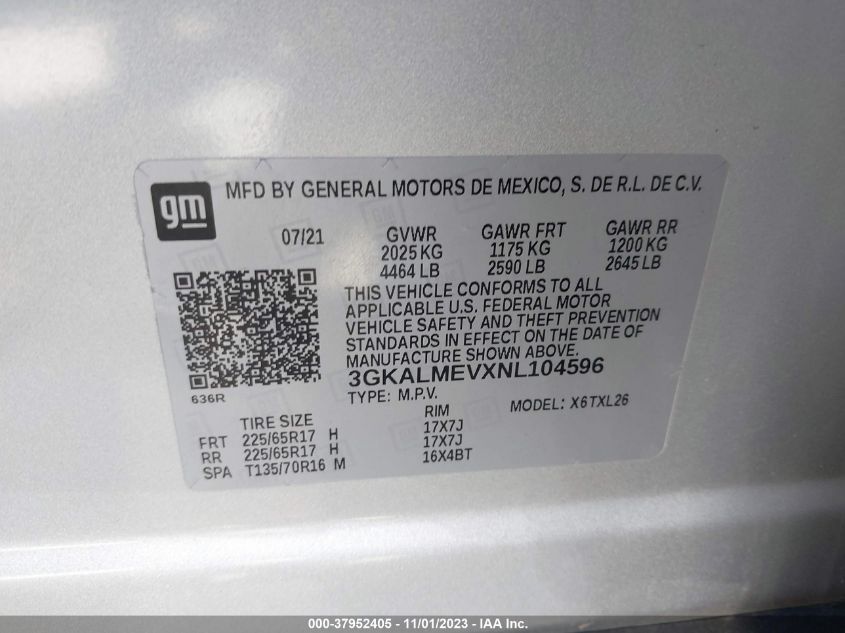 gm
MFD BY GENERAL MOTORS DE MEXICO, S. DE R.L. DE C.V.
07/21 GVWR GAWR FRT GAWR RR
2025 KG 1175 KG 1200 KG
4464 LB 2590 LB 2645 LB
THIS VEHICLE CONFORMS TO ALL
APPLICABLE U.S. FEDERAL MOTOR
VEHICLE SAFETY AND THEFT PREVENTION
STANDARDS IN EFFECT ON THE DATE OF
MANUFACTURE SHOWN ABOVE.
3GKALMEVXNL104596
636R
TYPE: M.P.V. MODEL: X6TXL26
TIRE SIZE RIM
FRT 225/65R17 H 17X7J
RR 225/65R17 H 17X7J
SPA T135/70R16 M 16X4BT
000-37952405 - 11/01/2023 - IAA Inc.